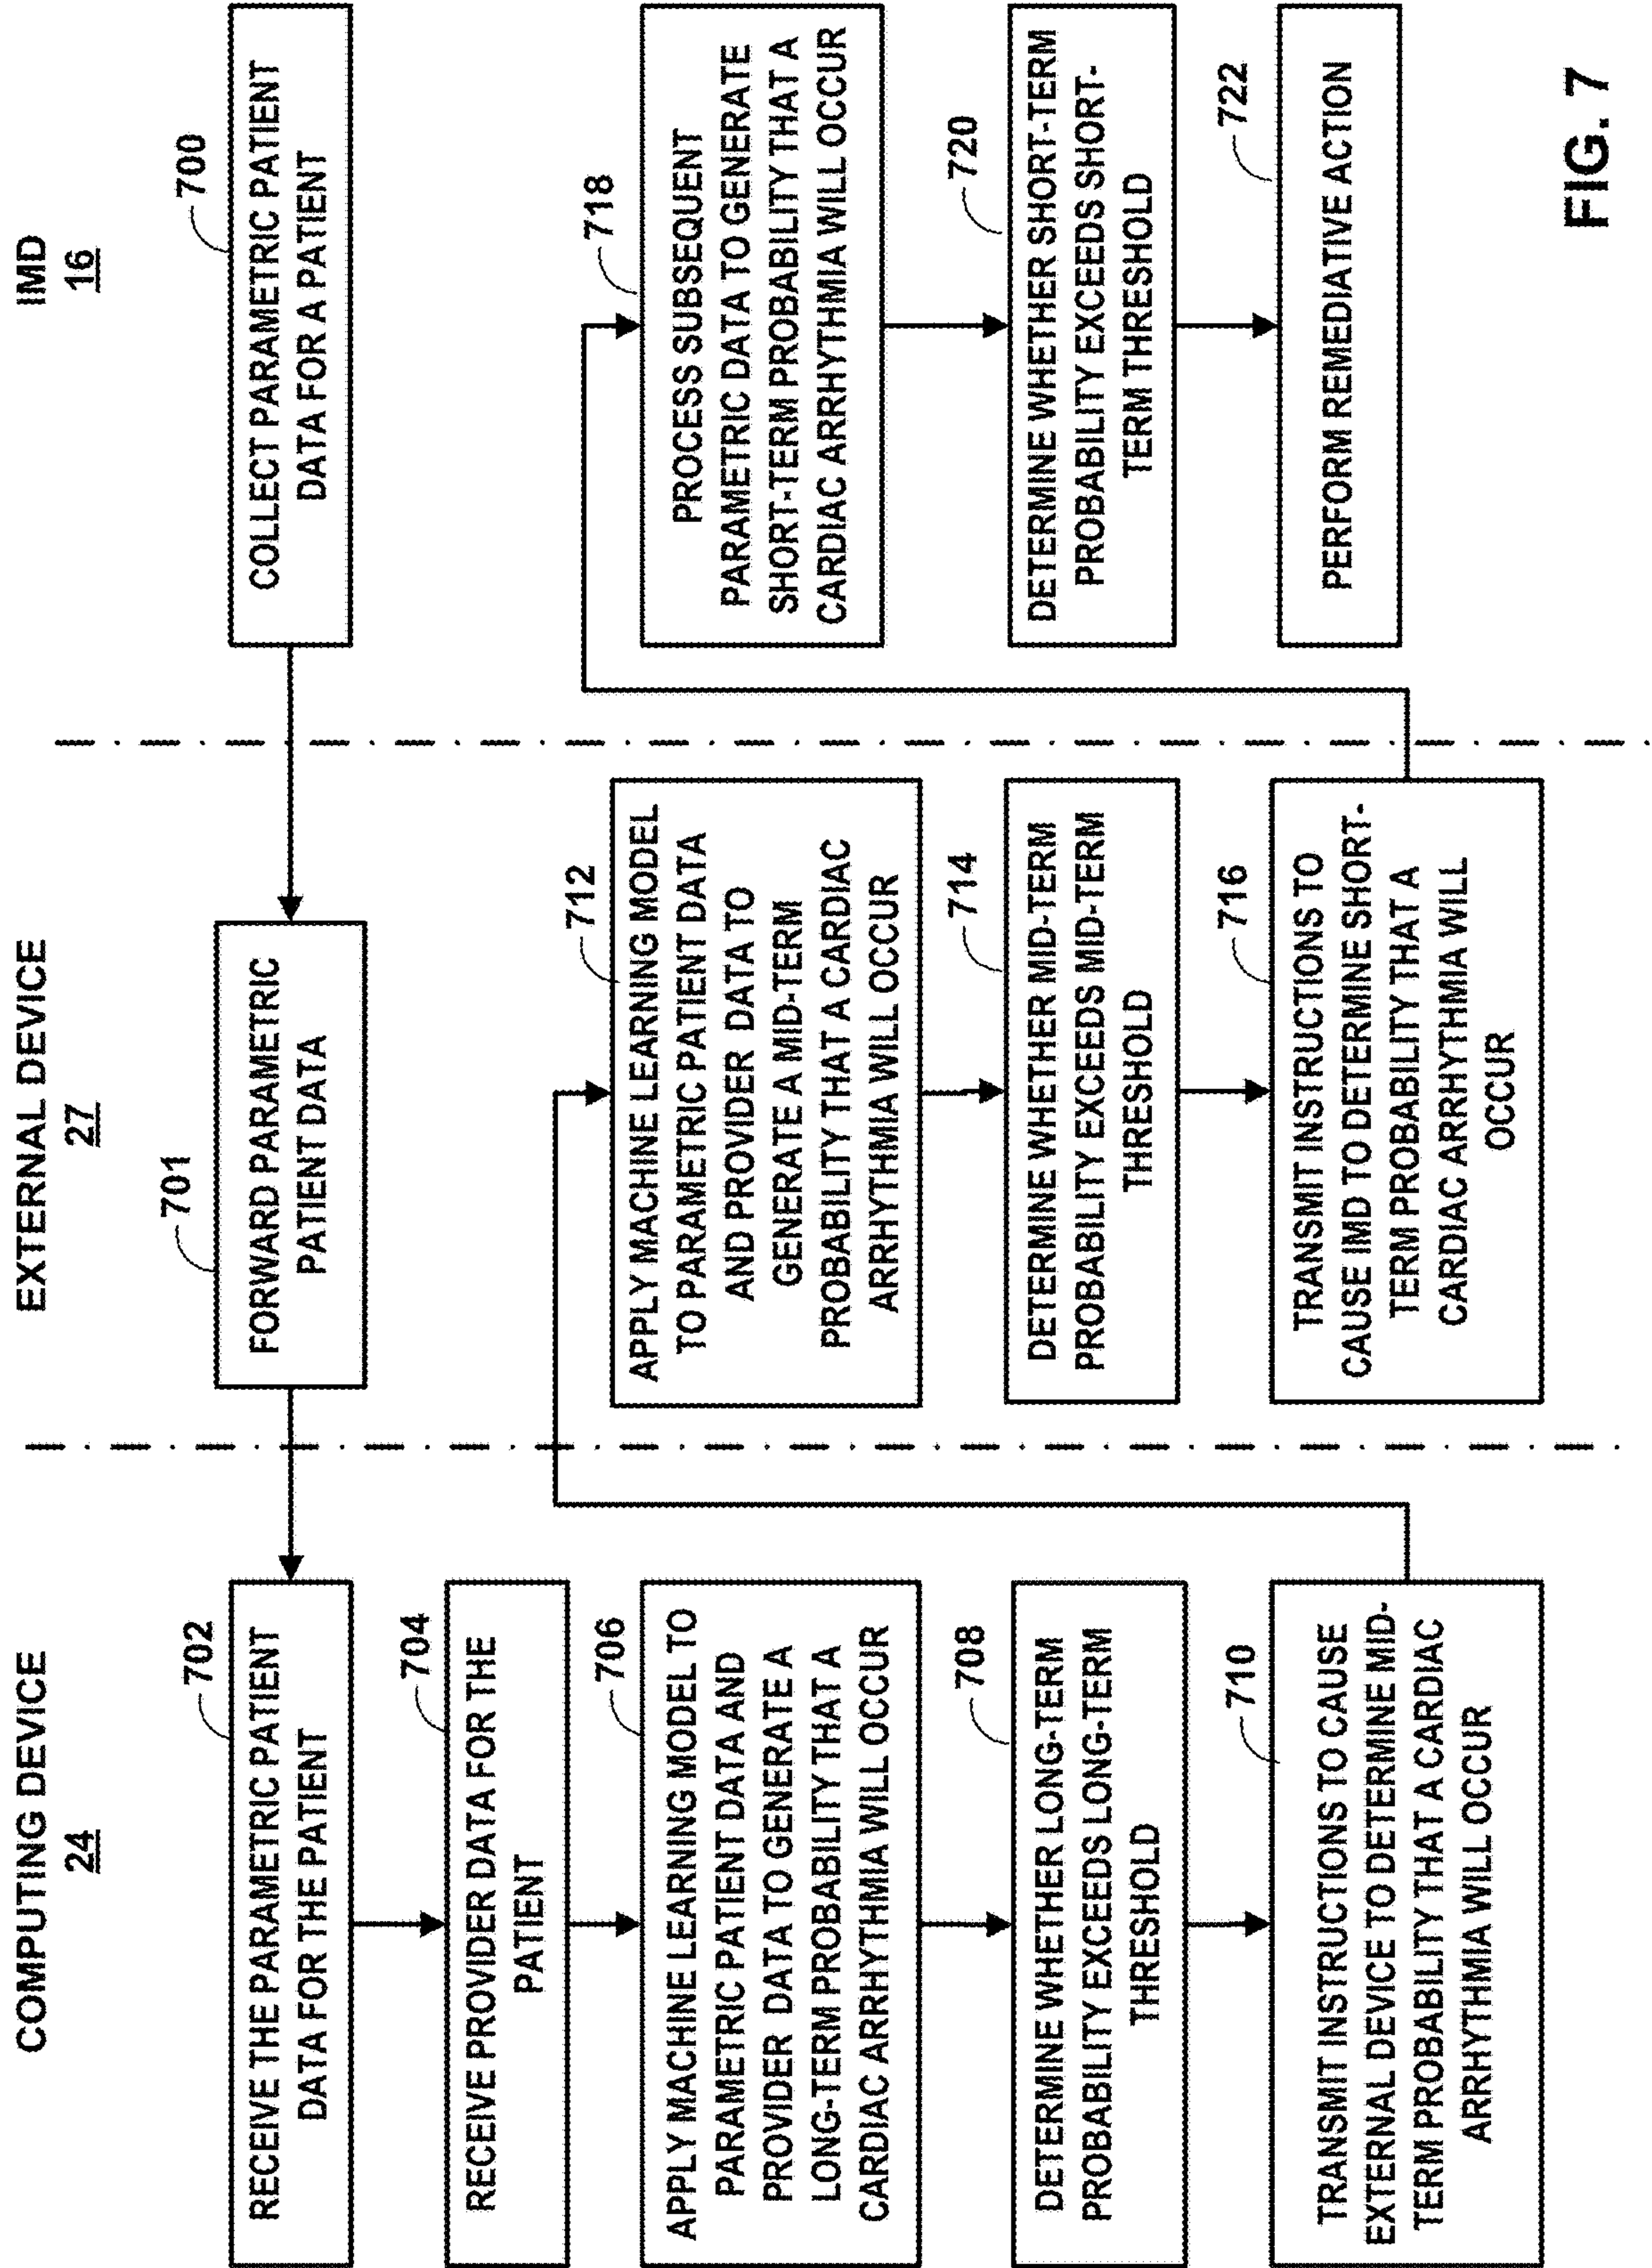 COMPUTING DEVICE
24
EXTERNAL DEVICE
27
IMD
16
702
RECEIVE THE PARAMETRIC PATIENT
DATA FOR THE PATIENT
704
RECEIVE PROVIDER DATA FOR THE
PATIENT
706
APPLY MACHINE LEARNING MODEL TO
PARAMETRIC PATIENT DATA AND
PROVIDER DATA TO GENERATE A
LONG-TERM PROBABILITY THAT A
CARDIAC ARRHYTHMIA WILL OCCUR
708
DETERMINE WHETHER LONG-TERM
PROBABILITY EXCEEDS LONG-TERM
THRESHOLD
710
TRANSMIT INSTRUCTIONS TO CAUSE
EXTERNAL DEVICE TO DETERMINE MID-
TERM PROBABILITY THAT A CARDIAC
ARRHYTHMIA WILL OCCUR
701
FORWARD PARAMETRIC
PATIENT DATA
712
APPLY MACHINE LEARNING MODEL
TO PARAMETRIC PATIENT DATA
AND PROVIDER DATA TO
GENERATE A MID-TERM
PROBABILITY THAT A CARDIAC
ARRHYTHMIA WILL OCCUR
714
DETERMINE WHETHER MID-TERM
PROBABILITY EXCEEDS MID-TERM
THRESHOLD
716
TRANSMIT INSTRUCTIONS TO
CAUSE IMD TO DETERMINE SHORT-
TERM PROBABILITY THAT A
CARDIAC ARRHYTHMIA WILL
OCCUR
700
COLLECT PARAMETRIC PATIENT
DATA FOR A PATIENT
718
PROCESS SUBSEQUENT
PARAMETRIC DATA TO GENERATE
SHORT-TERM PROBABILITY THAT A
CARDIAC ARRHYTHMIA WILL OCCUR
720
DETERMINE WHETHER SHORT-TERM
PROBABILITY EXCEEDS SHORT-
TERM THRESHOLD
722
PERFORM REMEDIATIVE ACTION
FIG. 7